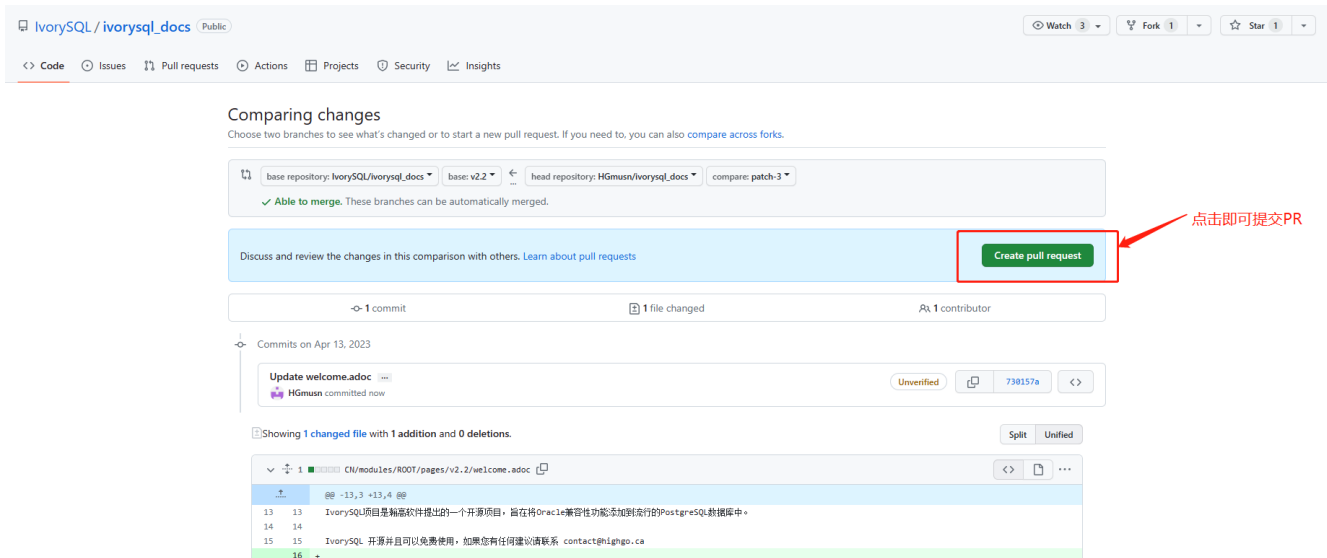 IvorySQL / ivorysql_docs Public
Watch 3 Fork 1 Star 1
Code Issues Pull requests Actions Projects Security Insights
Comparing changes
Choose two branches to see what's changed or to start a new pull request. If you need to, you can also compare across forks.
base repository: IvorySQL/ivorysql_docs base: v2.2 ← ... head repository: HGmusn/ivorysql_docs compare: patch-3
Able to merge. These branches can be automatically merged.
点击即可提交PR
Discuss and review the changes in this comparison with others. Learn about pull requests Create pull request
1 commit 1 file changed 1 contributor
Commits on Apr 13, 2023
Update welcome.adoc ...
HGmusn committed now Unverified 730157a <>
Showing 1 changed file with 1 addition and 0 deletions. Split Unified
1 CN/modules/ROOT/pages/v2.2/welcome.adoc <> ...
@@ -13,3 +13,4 @@
13 13 IvorySQL项目是瀚高软件提出的一个开源项目，旨在将Oracle兼容性功能添加到流行的PostgreSQL数据库中。
14 14
15 15 IvorySQL 开源并且可以免费使用，如果您有任何建议请联系 contact@highgo.ca
16 +